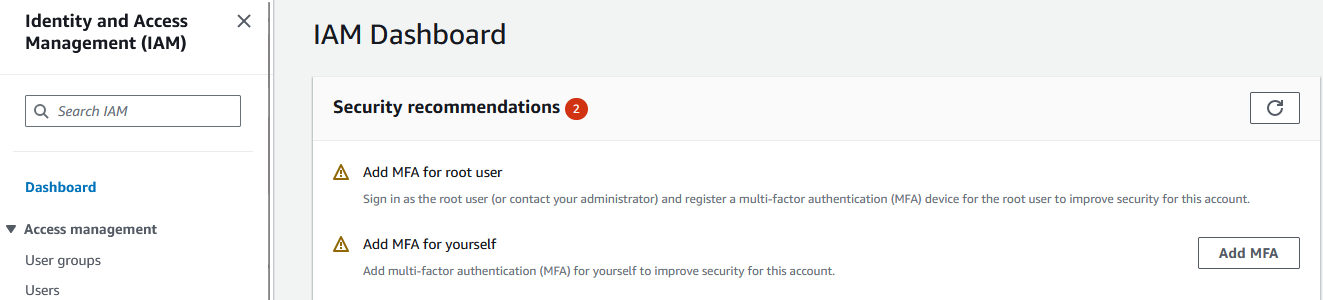 Identity and Access
Management (IAM)
Search IAM
Dashboard
Access management
User groups
Users
IAM Dashboard
Security recommendations 2
Add MFA for root user
Sign in as the root user (or contact your administrator) and register a multi-factor authentication (MFA) device for the root user to improve security for this account.
Add MFA for yourself
Add MFA
Add multi-factor authentication (MFA) for yourself to improve security for this account.